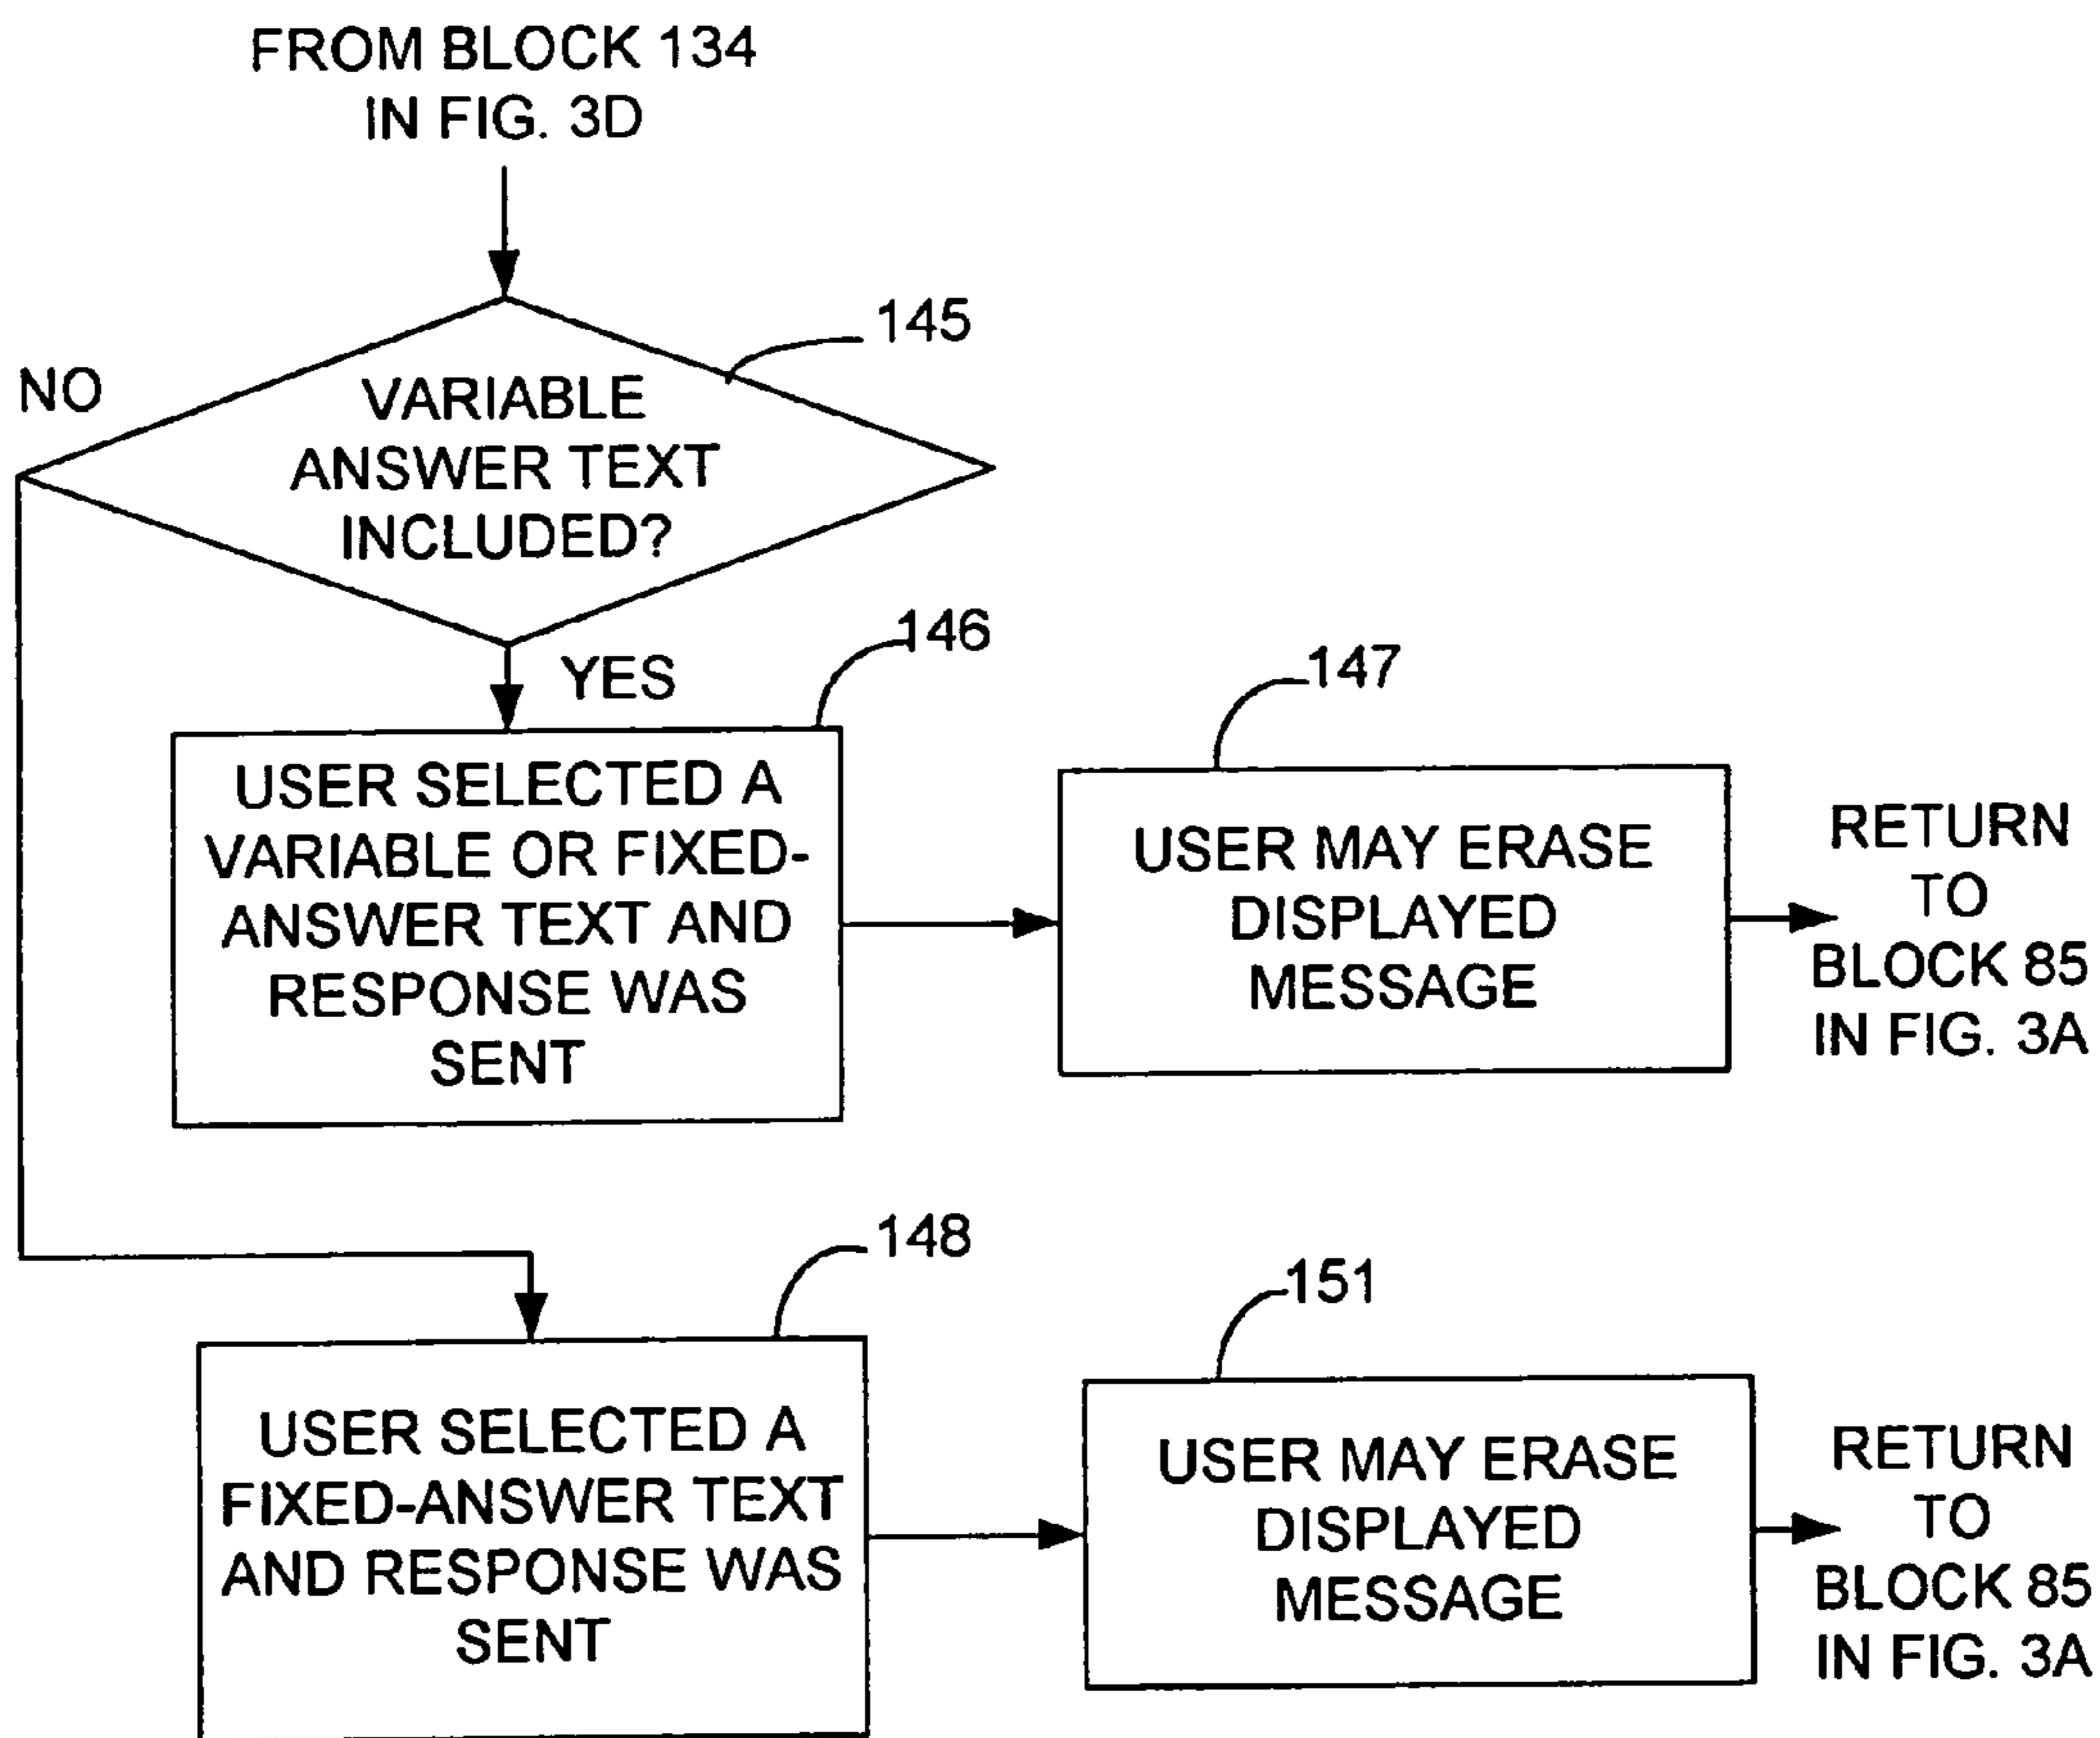 FROM BLOCK 134
IN FIG. 3D
145
NO
VARIABLE
ANSWER TEXT
INCLUDED?
YES
146
USER SELECTED A
VARIABLE OR FIXED-
ANSWER TEXT AND
RESPONSE WAS
SENT
147
USER MAY ERASE
DISPLAYED
MESSAGE
RETURN
TO
BLOCK 85
IN FIG. 3A
148
USER SELECTED A
FIXED-ANSWER TEXT
AND RESPONSE WAS
SENT
151
USER MAY ERASE
DISPLAYED
MESSAGE
RETURN
TO
BLOCK 85
IN FIG. 3A